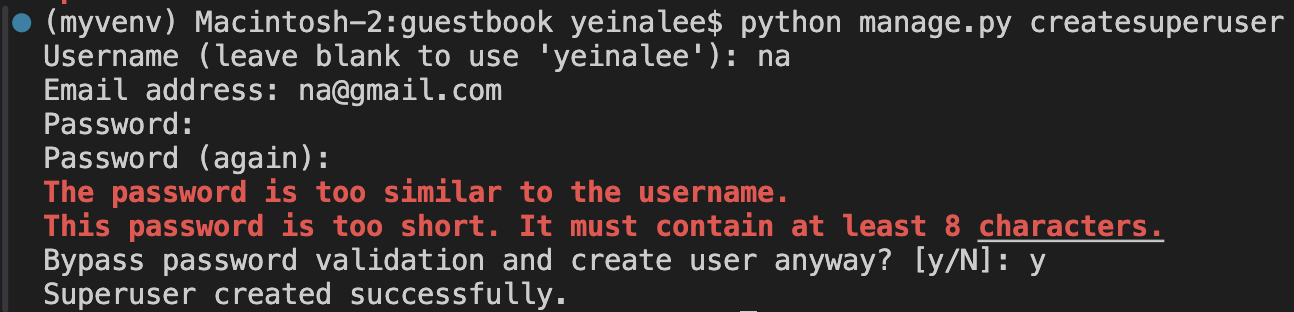 (myvenv) Macintosh-2:guestbook yeinalee$ python manage.py createsuperuser
Username (leave blank to use 'yeinalee'): na
Email address: na@gmail.com
Password:
Password (again):
The password is too similar to the username.
This password is too short. It must contain at least 8 characters.
Bypass password validation and create user anyway? [y/N]: y
Superuser created successfully.